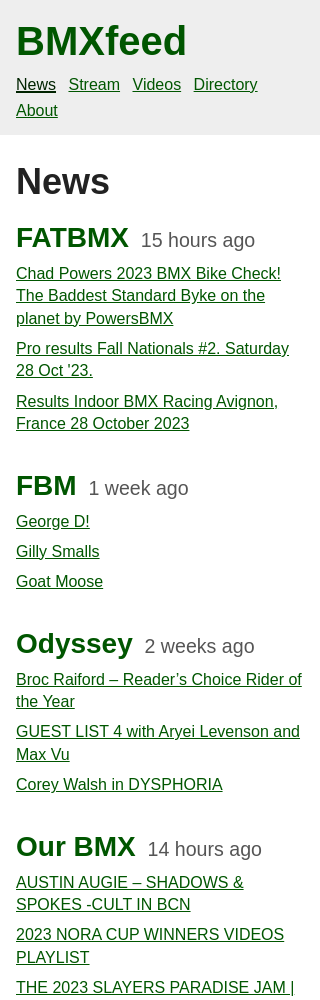 BMXfeed
News Stream Videos Directory
About
News
FATBMX 15 hours ago
Chad Powers 2023 BMX Bike Check!
The Baddest Standard Byke on the
planet by PowersBMX
Pro results Fall Nationals #2. Saturday
28 Oct '23.
Results Indoor BMX Racing Avignon,
France 28 October 2023
FBM 1 week ago
George D!
Gilly Smalls
Goat Moose
Odyssey 2 weeks ago
Broc Raiford – Reader’s Choice Rider of
the Year
GUEST LIST 4 with Aryei Levenson and
Max Vu
Corey Walsh in DYSPHORIA
Our BMX 14 hours ago
AUSTIN AUGIE – SHADOWS &
SPOKES -CULT IN BCN
2023 NORA CUP WINNERS VIDEOS
PLAYLIST
THE 2023 SLAYERS PARADISE JAM |